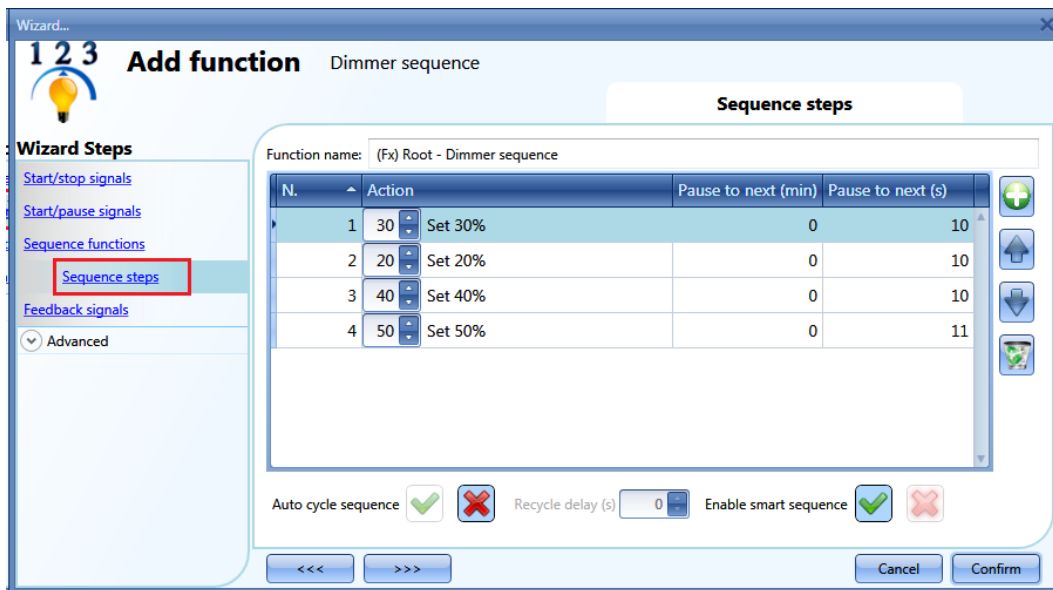 Wizard...
1 2 3
Add function Dimmer sequence
Sequence steps
Wizard Steps
Start/stop signals
Start/pause signals
Sequence functions
Sequence steps
Feedback signals
Advanced
Function name: (Fx) Root - Dimmer sequence
N. Action Pause to next (min) Pause to next (s)
1 30 Set 30% 0 10
2 20 Set 20% 0 10
3 40 Set 40% 0 10
4 50 Set 50% 0 11
Auto cycle sequence Recycle delay (s) 0 Enable smart sequence
<<< >>> Cancel Confirm